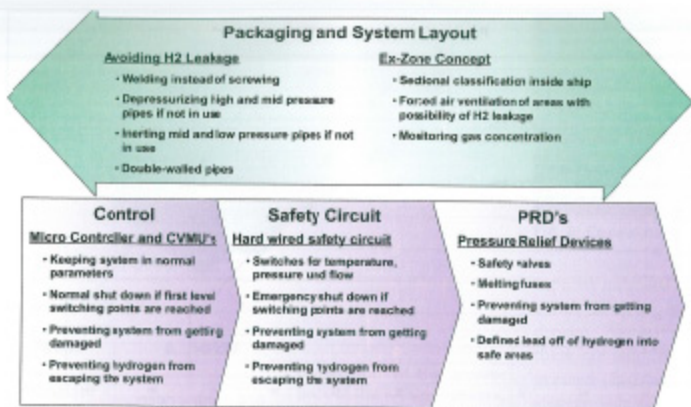 Packaging and System Layout
Avoiding H2 Leakage
• Welding instead of screwing
• Depressurizing high and mid pressure
pipes if not in use
• Inerting mid and low pressure pipes if not
in use
• Double-walled pipes
Ex-Zone Concept
• Sectional classification inside ship
• Forced air ventilation of areas with
possibility of H2 leakage
• Monitoring gas concentration
Control
Micro Controller and CVMU's
• Keeping system in normal
parameters
• Normal shut down if first level
switching points are reached
• Preventing system from getting
damaged
• Preventing hydrogen from
escaping the system
Safety Circuit
Hard wired safety circuit
• Switches for temperature,
pressure und flow
• Emergency shut down if
switching points are reached
• Preventing system from getting
damaged
• Preventing hydrogen from
escaping the system
PRD's
Pressure Relief Devices
• Safety valves
• Melting fuses
• Preventing system from getting
damaged
• Defined lead off of hydrogen into
safe areas